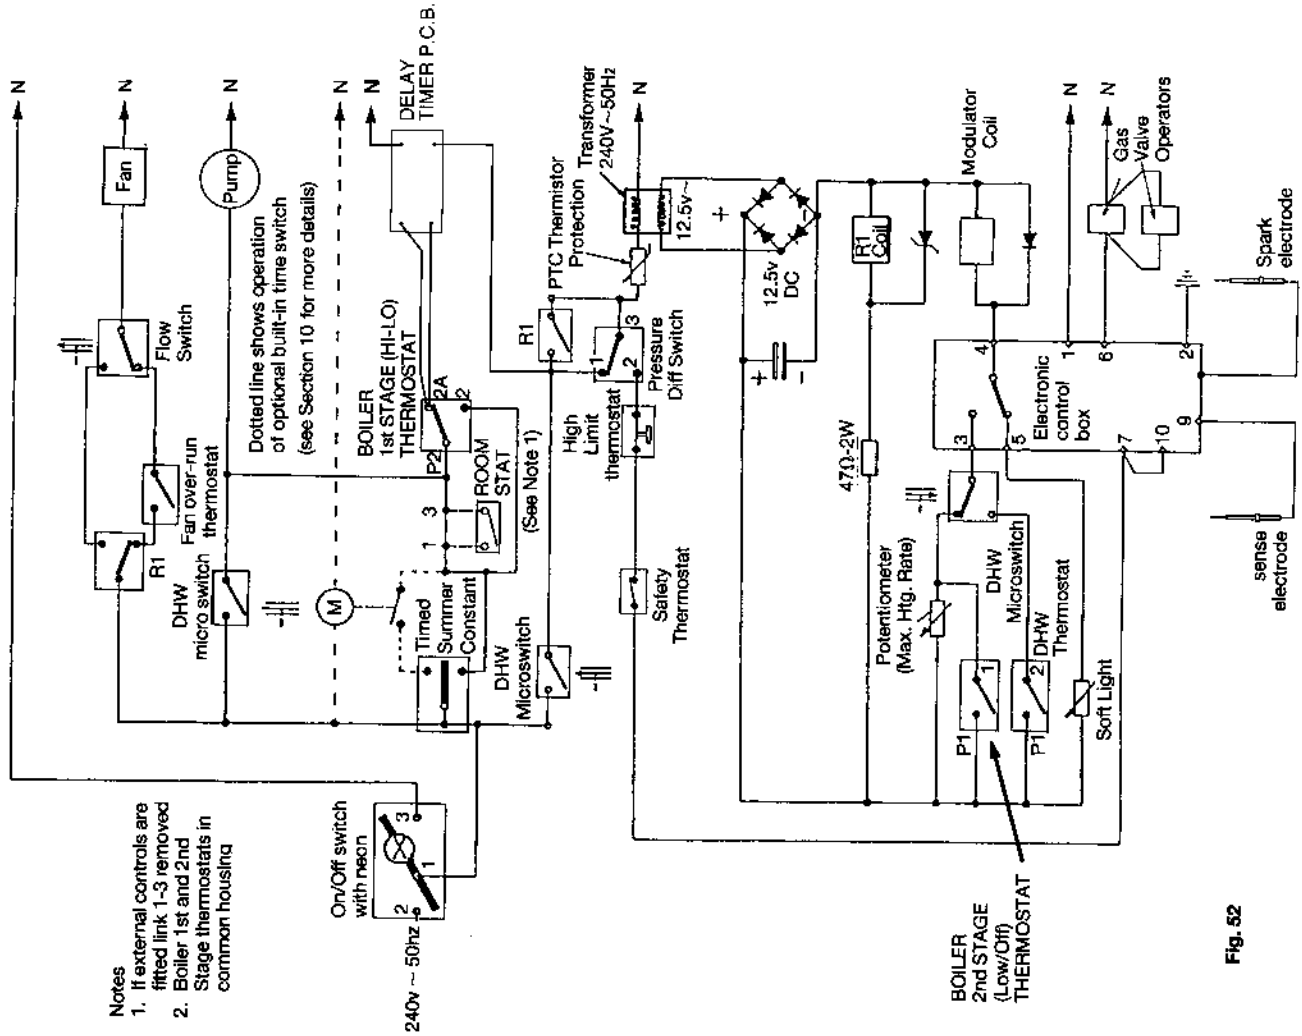 Notes
1. If external controls are
fitted link 1-3 removed
2. Boiler 1st and 2nd
Stage thermostats in
common housing
On/Off switch
with neon
240v ~ 50hz
2
1
3
N
Fan
N
Flow
Switch
Fan over-run
thermostat
R1
Pump
N
DHW
micro switch
Dotted line shows operation
of optional built-in time switch
(see Section 10 for more details)
M
N
N
DELAY
TIMER P.C.B.
BOILER
1st STAGE (HI-LO)
THERMOSTAT
P2
2A
2
3
1
ROOM
STAT
(See Note 1)
Timed
Summer
Constant
DHW
Microswitch
R1
PTC Thermistor
Protection
Transformer
240V~50Hz
N
12.5v~
1
2
3
Pressure
Diff Switch
High
Limit
thermostat
Safety
Thermostat
+
-
12.5v
DC
+
-
R1
Coil
47Ω-2W
Modulator
Coil
N
N
Gas
Valve
Operators
4
1
6
2
3
5
7
10
9
Electronic
control
box
Spark
electrode
sense
electrode
Potentiometer
(Max. Htg. Rate)
DHW
Microswitch
DHW
Thermostat
P1
1
P1
2
Soft Light
BOILER
2nd STAGE
(Low/Off)
THERMOSTAT
Fig. 52